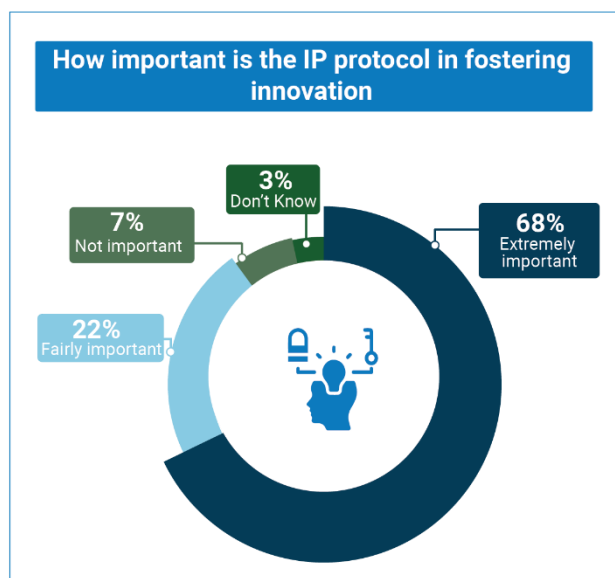 How important is the IP protocol in fostering
innovation
3%
Don't Know
7%
Not important
68%
Extremely
important
22%
Fairly important